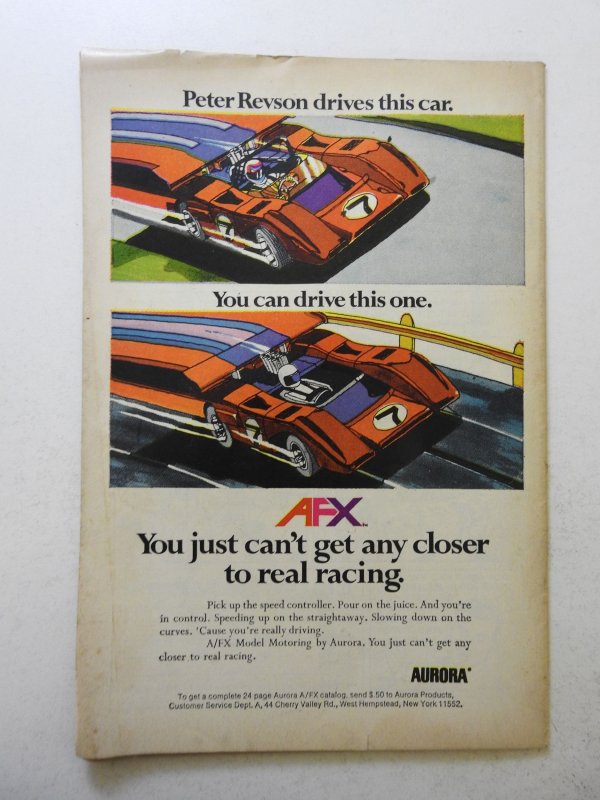 Peter Revson drives this car.
7
7
You can drive this one.
7
7
AFX™
You just can't get any closer
to real racing.
Pick up the speed controller. Pour on the juice. And you're
in control. Speeding up on the straightaway. Slowing down on the
curves. 'Cause you're really driving.
A/FX Model Motoring by Aurora. You just can't get any
closer to real racing.
AURORA®
To get a complete 24 page Aurora A/FX catalog, send $.50 to Aurora Products,
Customer Service Dept. A, 44 Cherry Valley Rd., West Hempstead, New York 11552.